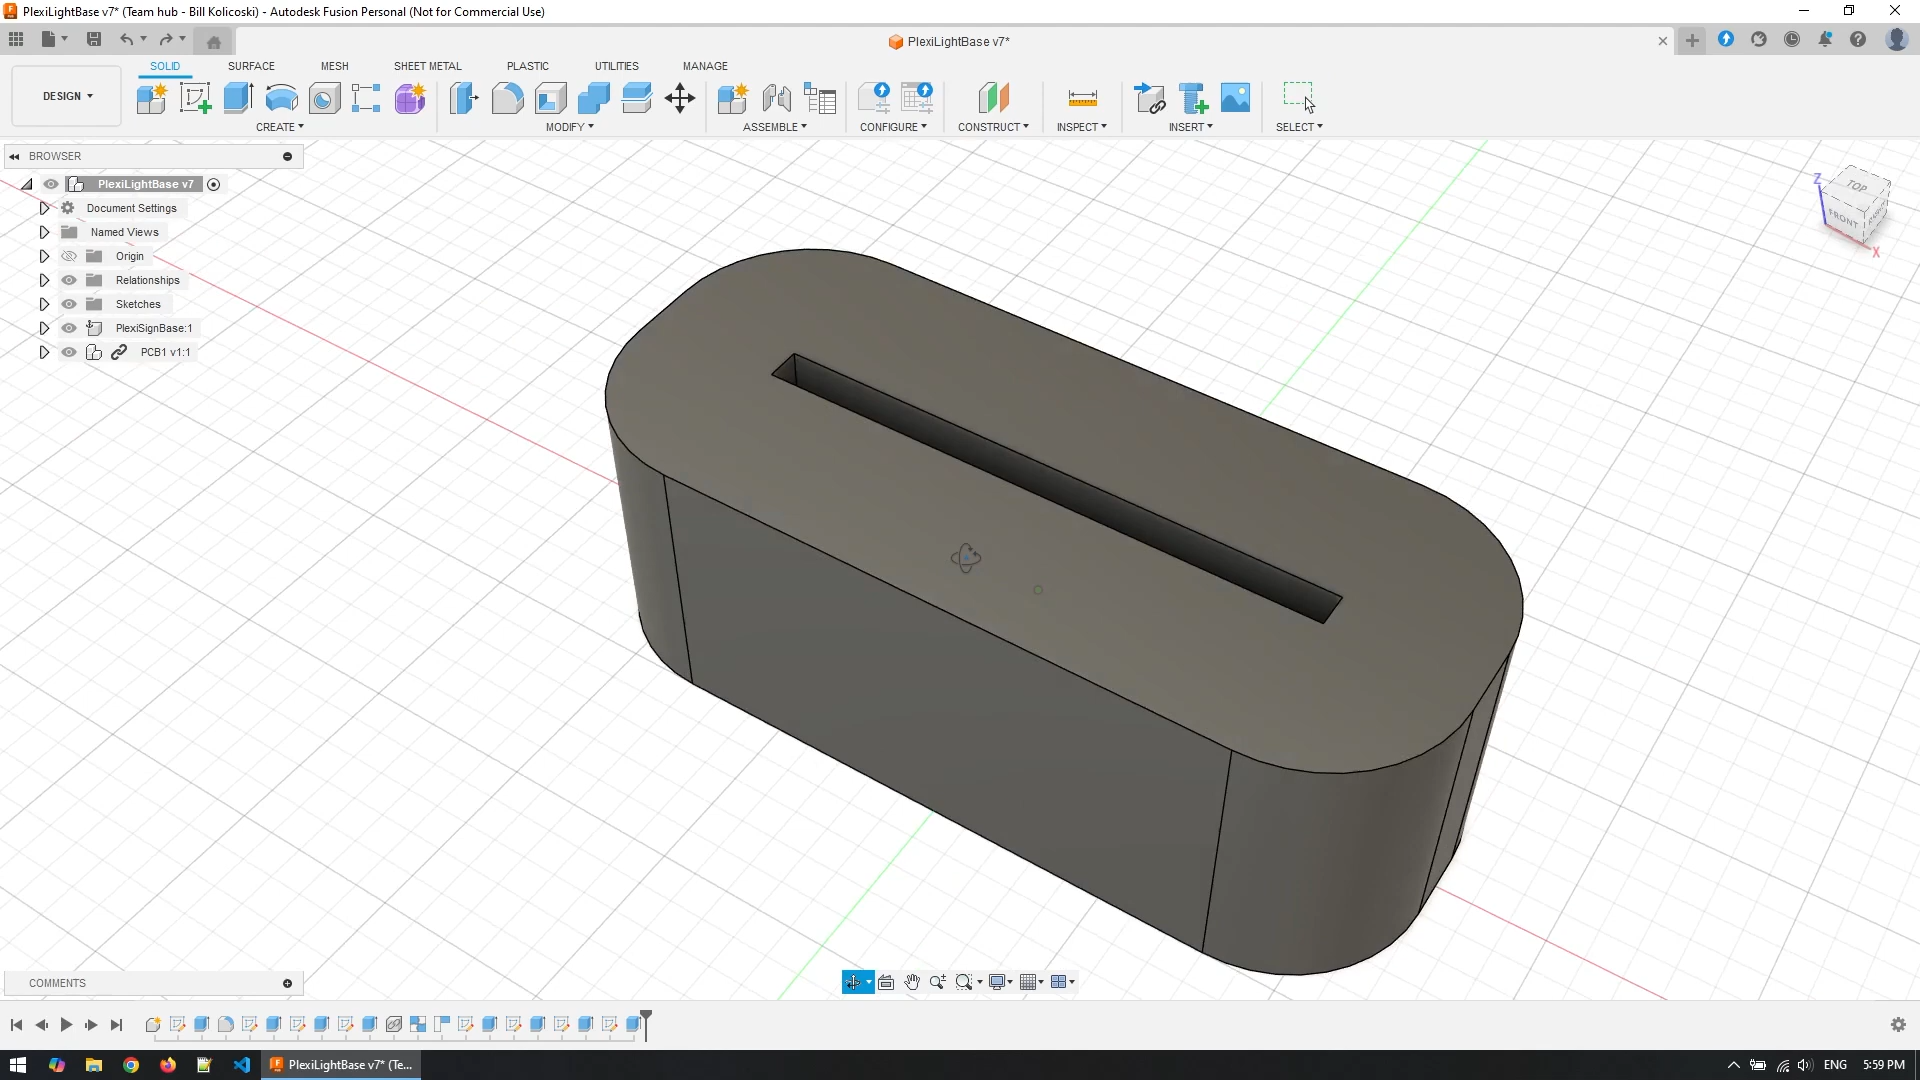 PlexiLightBase v7* (Team hub - Bill Kolicoski) - Autodesk Fusion Personal (Not for Commercial Use)
PlexiLightBase v7*
SOLID SURFACE MESH SHEET METAL PLASTIC UTILITIES MANAGE
DESIGN
CREATE MODIFY ASSEMBLE CONFIGURE CONSTRUCT INSPECT INSERT SELECT
BROWSER
PlexiLightBase v7
Document Settings
Named Views
Origin
Relationships
Sketches
PlexiSignBase:1
PCB1 v1:1
Z
TOP
FRONT
X
COMMENTS
PlexiLightBase v7* (Te...
ENG
5:59 PM